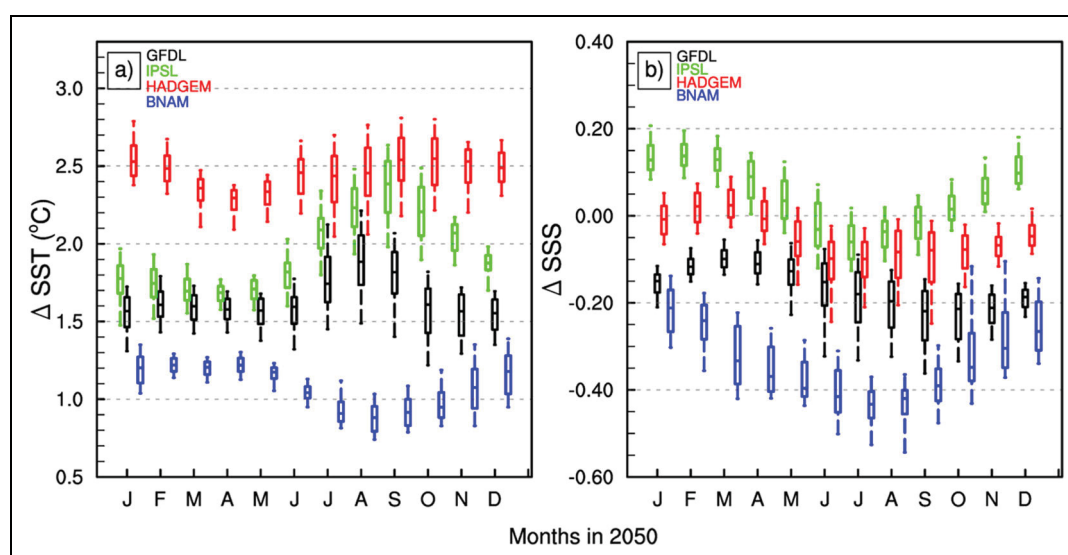 a)
GFDL
IPSL
HADGEM
BNAM
Δ SST (ºC)
3.0
2.5
2.0
1.5
1.0
0.5
J F M A M J J A S O N D
b)
GFDL
IPSL
HADGEM
BNAM
Δ SSS
0.40
0.20
0.00
-0.20
-0.40
-0.60
J F M A M J J A S O N D
Months in 2050